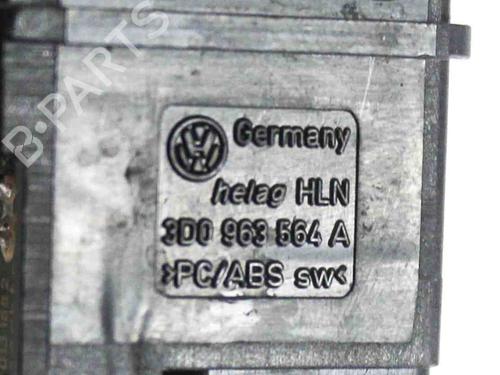 B-PARTS
Germany
helag HLN
3D0 963 564 A
>PC/ABS sw<